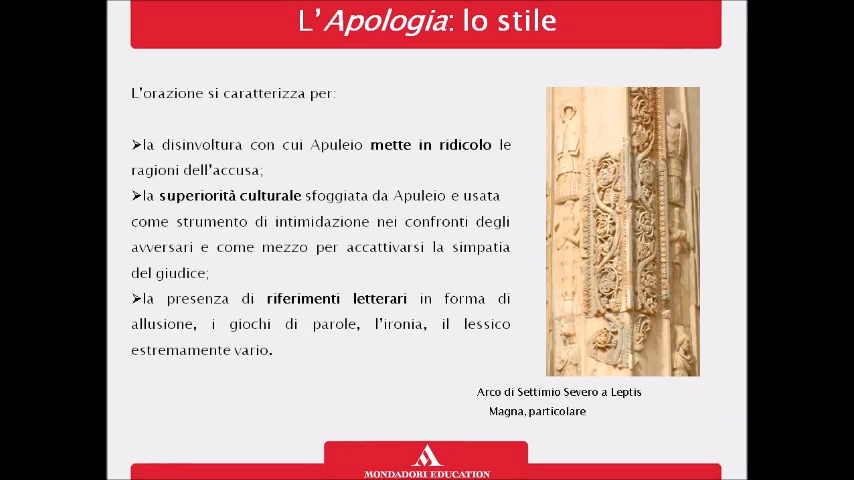 L'Apologia: lo stile
L'orazione si caratterizza per:
➢la disinvoltura con cui Apuleio mette in ridicolo le
ragioni dell'accusa;
➢la superiorità culturale sfoggiata da Apuleio e usata
come strumento di intimidazione nei confronti degli
avversari e come mezzo per accattivarsi la simpatia
del giudice;
➢la presenza di riferimenti letterari in forma di
allusione, i giochi di parole, l'ironia, il lessico
estremamente vario.
Arco di Settimio Severo a Leptis
Magna, particolare
MONDADORI EDUCATION